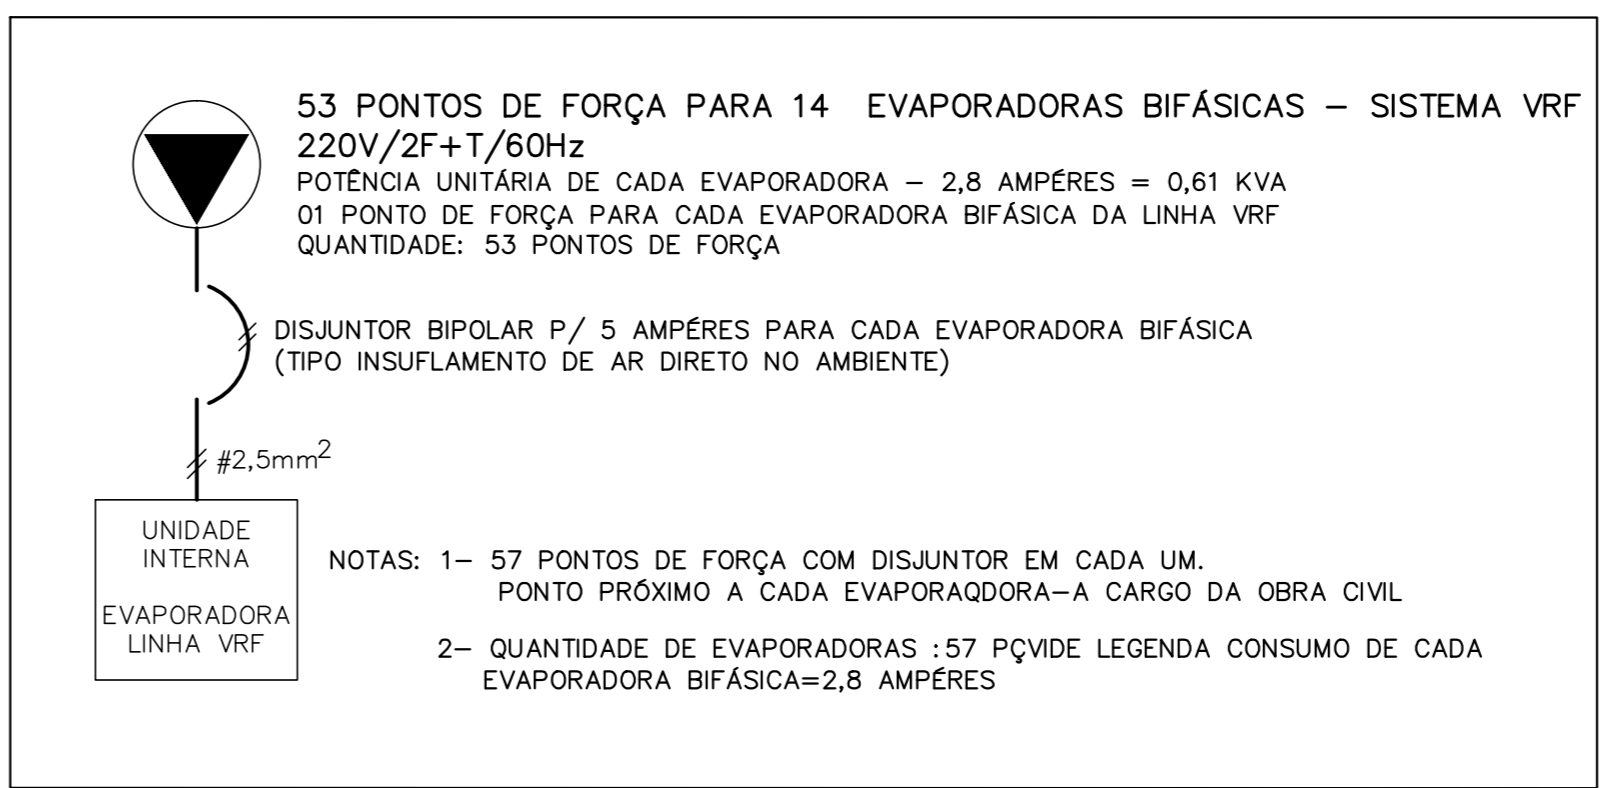 53 PONTOS DE FORÇA PARA 14 EVAPORADORAS BIFÁSICAS – SISTEMA VRF
220V/2F+T/60Hz
POTÊNCIA UNITÁRIA DE CADA EVAPORADORA – 2,8 AMPÉRES = 0,61 KVA
01 PONTO DE FORÇA PARA CADA EVAPORADORA BIFÁSICA DA LINHA VRF
QUANTIDADE: 53 PONTOS DE FORÇA
DISJUNTOR BIPOLAR P/ 5 AMPÉRES PARA CADA EVAPORADORA BIFÁSICA
(TIPO INSUFLAMENTO DE AR DIRETO NO AMBIENTE)
#2,5mm²
UNIDADE
INTERNA
EVAPORADORA
LINHA VRF
NOTAS: 1– 57 PONTOS DE FORÇA COM DISJUNTOR EM CADA UM.
PONTO PRÓXIMO A CADA EVAPORAQDORA–A CARGO DA OBRA CIVIL
2– QUANTIDADE DE EVAPORADORAS :57 PÇVIDE LEGENDA CONSUMO DE CADA
EVAPORADORA BIFÁSICA=2,8 AMPÉRES